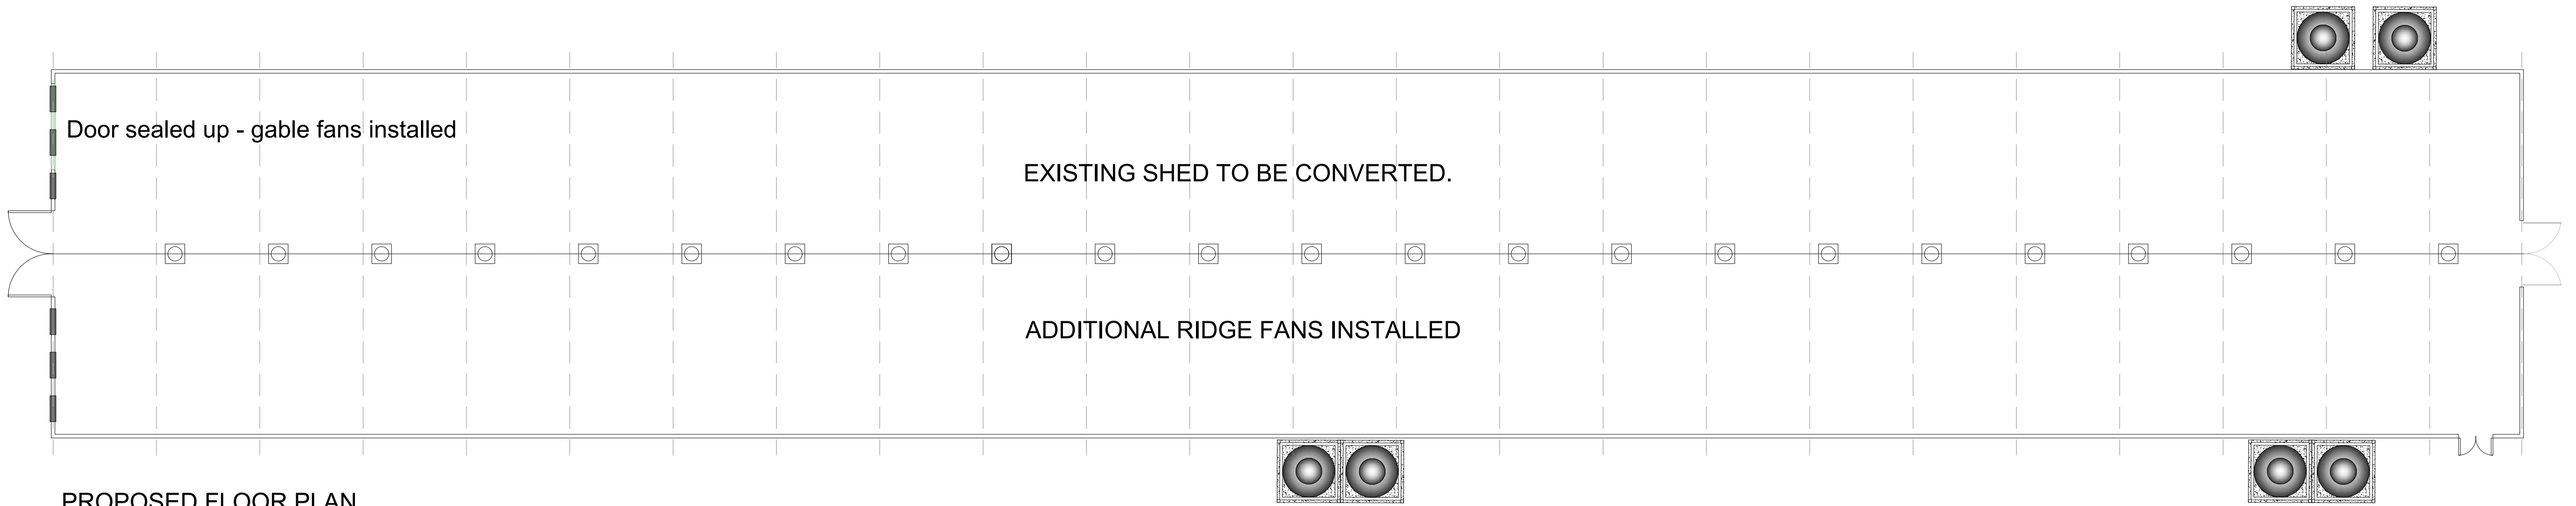 Door sealed up - gable fans installed
EXISTING SHED TO BE CONVERTED.
ADDITIONAL RIDGE FANS INSTALLED
PROPOSED FLOOR PLAN